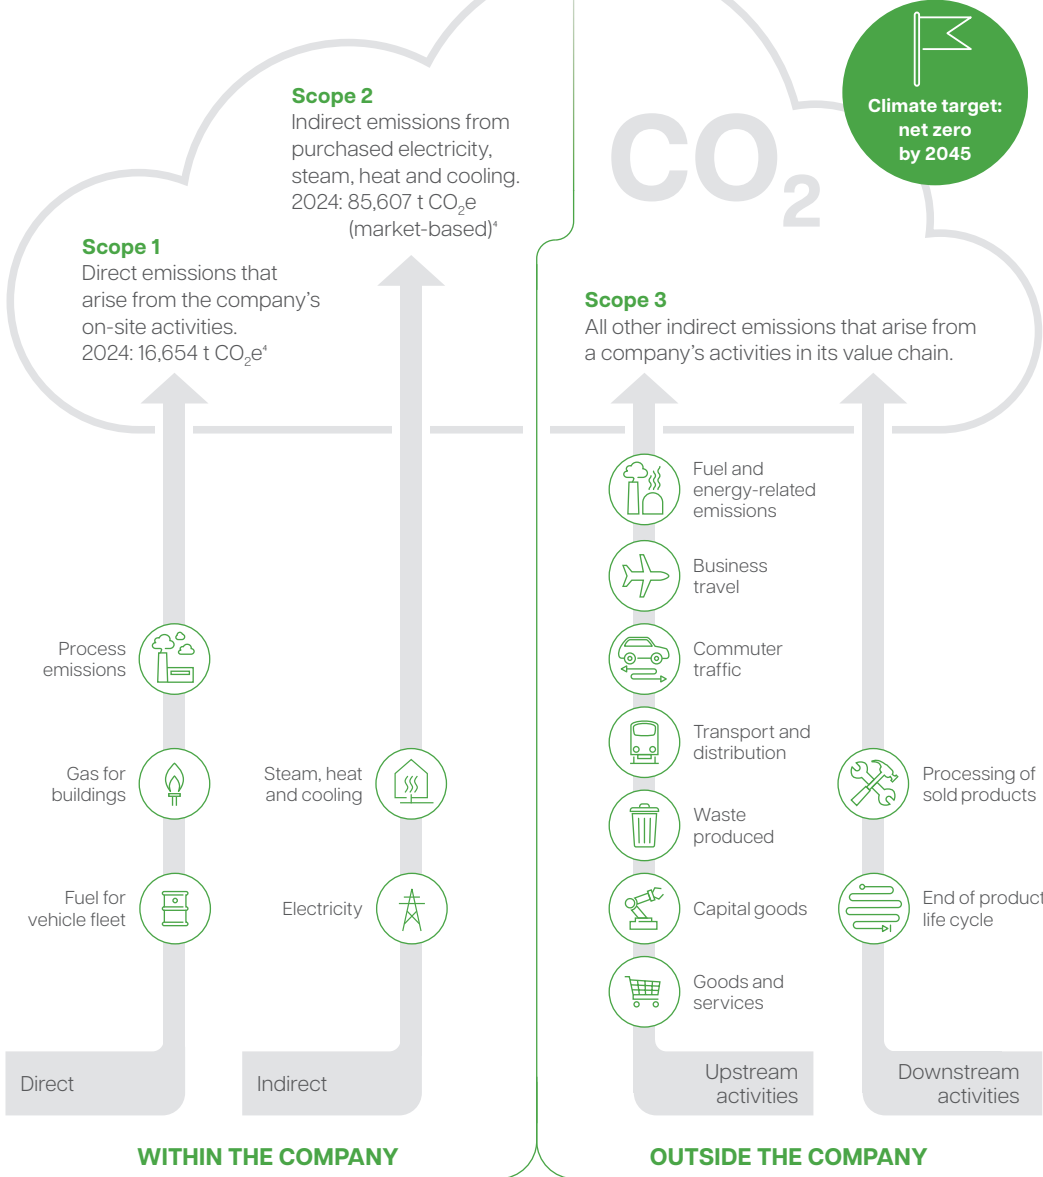 Climate target:
net zero
by 2045
CO₂
Scope 2
Indirect emissions from
purchased electricity,
steam, heat and cooling.
2024: 85,607 t CO₂e
(market-based)⁴
Scope 1
Direct emissions that
arise from the company’s
on-site activities.
2024: 16,654 t CO₂e⁴
Scope 3
All other indirect emissions that arise from
a company’s activities in its value chain.
Process
emissions
Gas for
buildings
Fuel for
vehicle fleet
Direct
Steam, heat
and cooling
Electricity
Indirect
WITHIN THE COMPANY
Fuel and
energy-related
emissions
Business
travel
Commuter
traffic
Transport and
distribution
Waste
produced
Capital goods
Goods and
services
Upstream
activities
Processing of
sold products
End of product
life cycle
Downstream
activities
OUTSIDE THE COMPANY